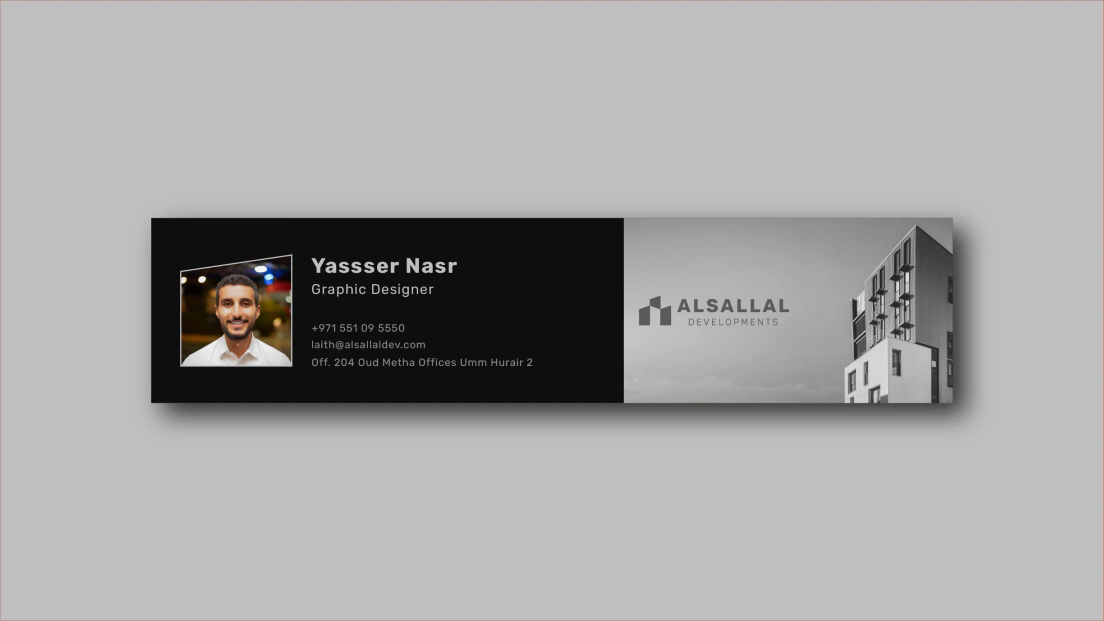 Yassser Nasr
Graphic Designer
+971 551 09 5550
laith@alsallaldev.com
Off. 204 Oud Metha Offices Umm Hurair 2
ALSALLAL
DEVELOPMENTS